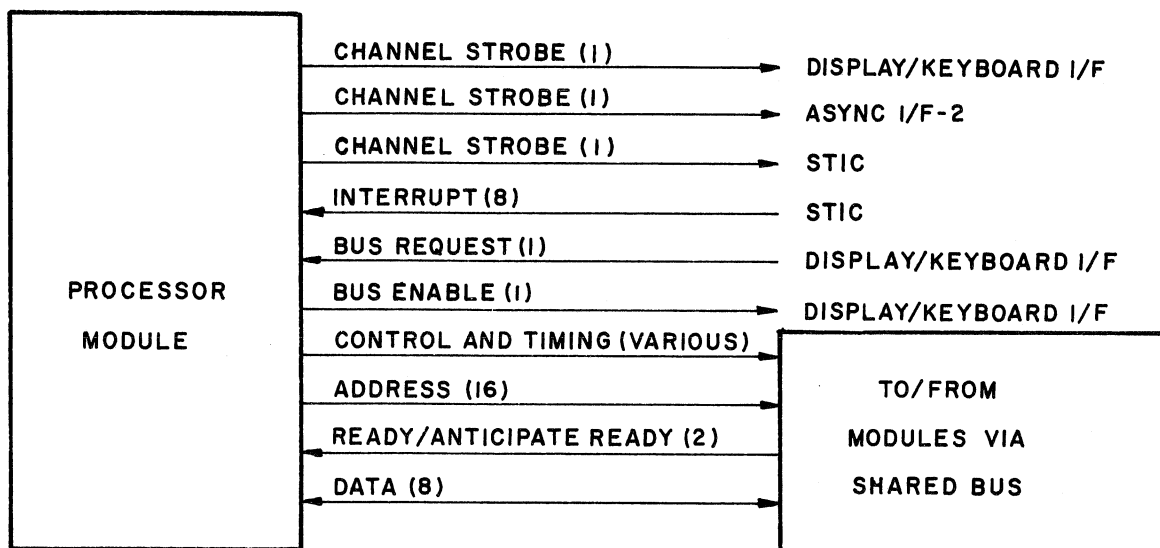 CHANNEL STROBE (1)
DISPLAY/KEYBOARD I/F
CHANNEL STROBE (1)
ASYNC I/F-2
CHANNEL STROBE (1)
STIC
INTERRUPT (8)
STIC
BUS REQUEST (1)
DISPLAY/KEYBOARD I/F
BUS ENABLE (1)
DISPLAY/KEYBOARD I/F
PROCESSOR
MODULE
CONTROL AND TIMING (VARIOUS)
ADDRESS (16)
READY/ANTICIPATE READY (2)
DATA (8)
TO/FROM
MODULES VIA
SHARED BUS